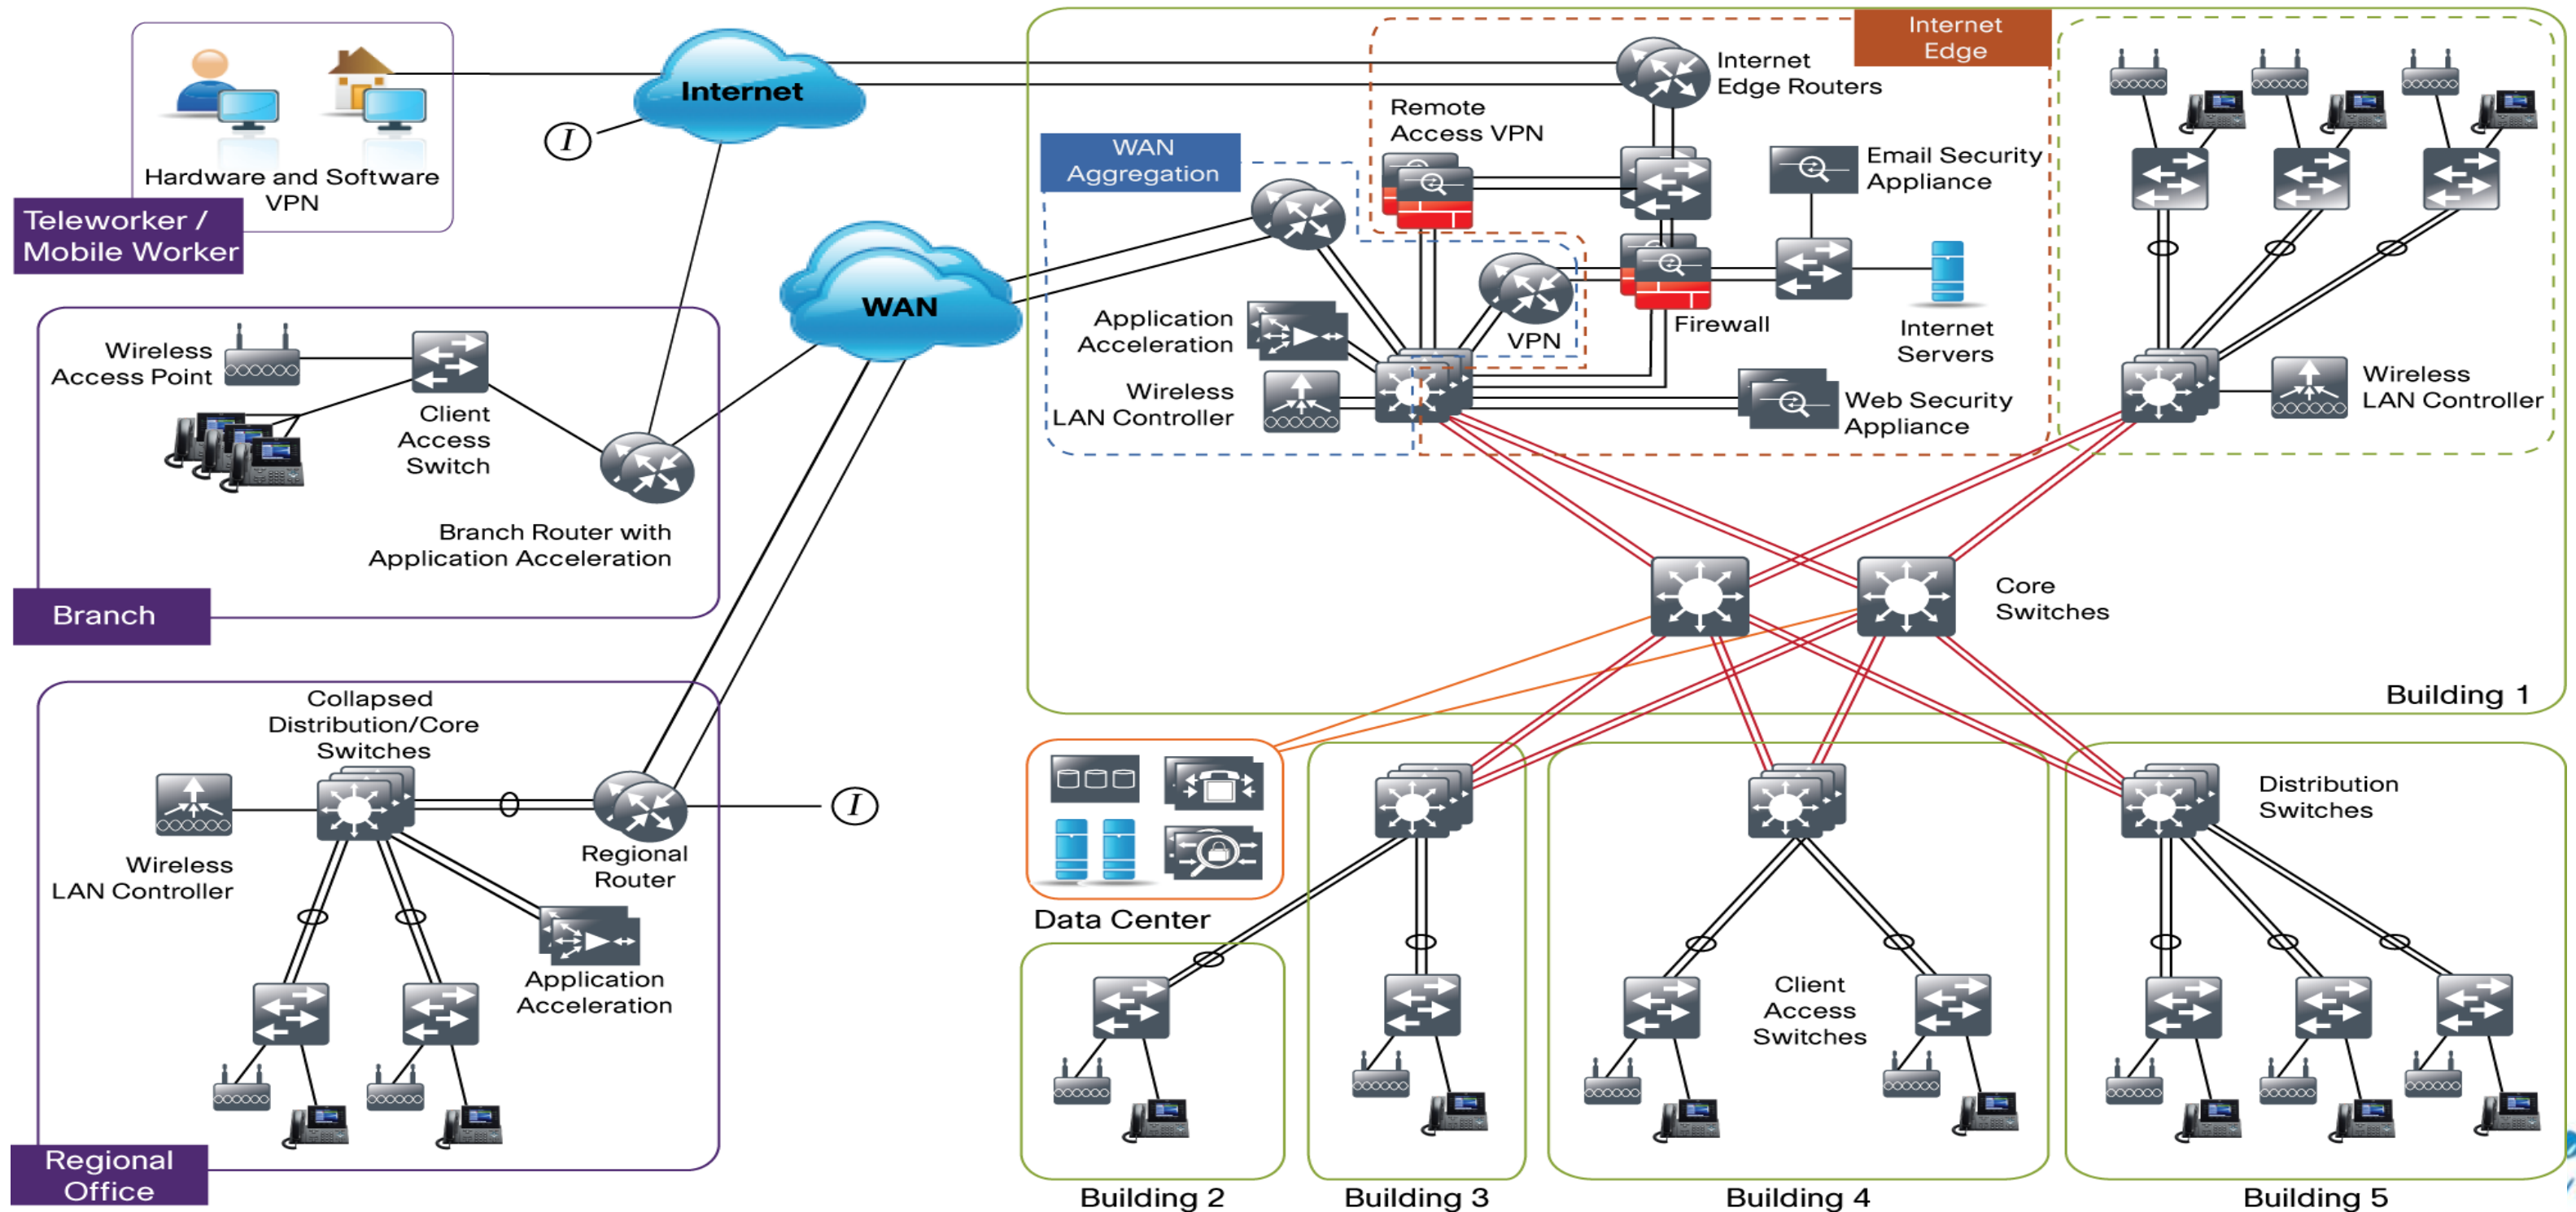 Hardware and Software
VPN
Teleworker /
Mobile Worker
Internet
I
WAN
Wireless
Access Point
Client
Access
Switch
Branch Router with
Application Acceleration
Branch
Collapsed
Distribution/Core
Switches
Wireless
LAN Controller
Regional
Router
I
Application
Acceleration
Regional
Office
Internet
Edge
Internet
Edge Routers
Remote
Access VPN
WAN
Aggregation
Email Security
Appliance
Application
Acceleration
VPN
Firewall
Internet
Servers
Wireless
LAN Controller
Web Security
Appliance
Wireless
LAN Controller
Core
Switches
Building 1
Data Center
Distribution
Switches
Client
Access
Switches
Building 2
Building 3
Building 4
Building 5